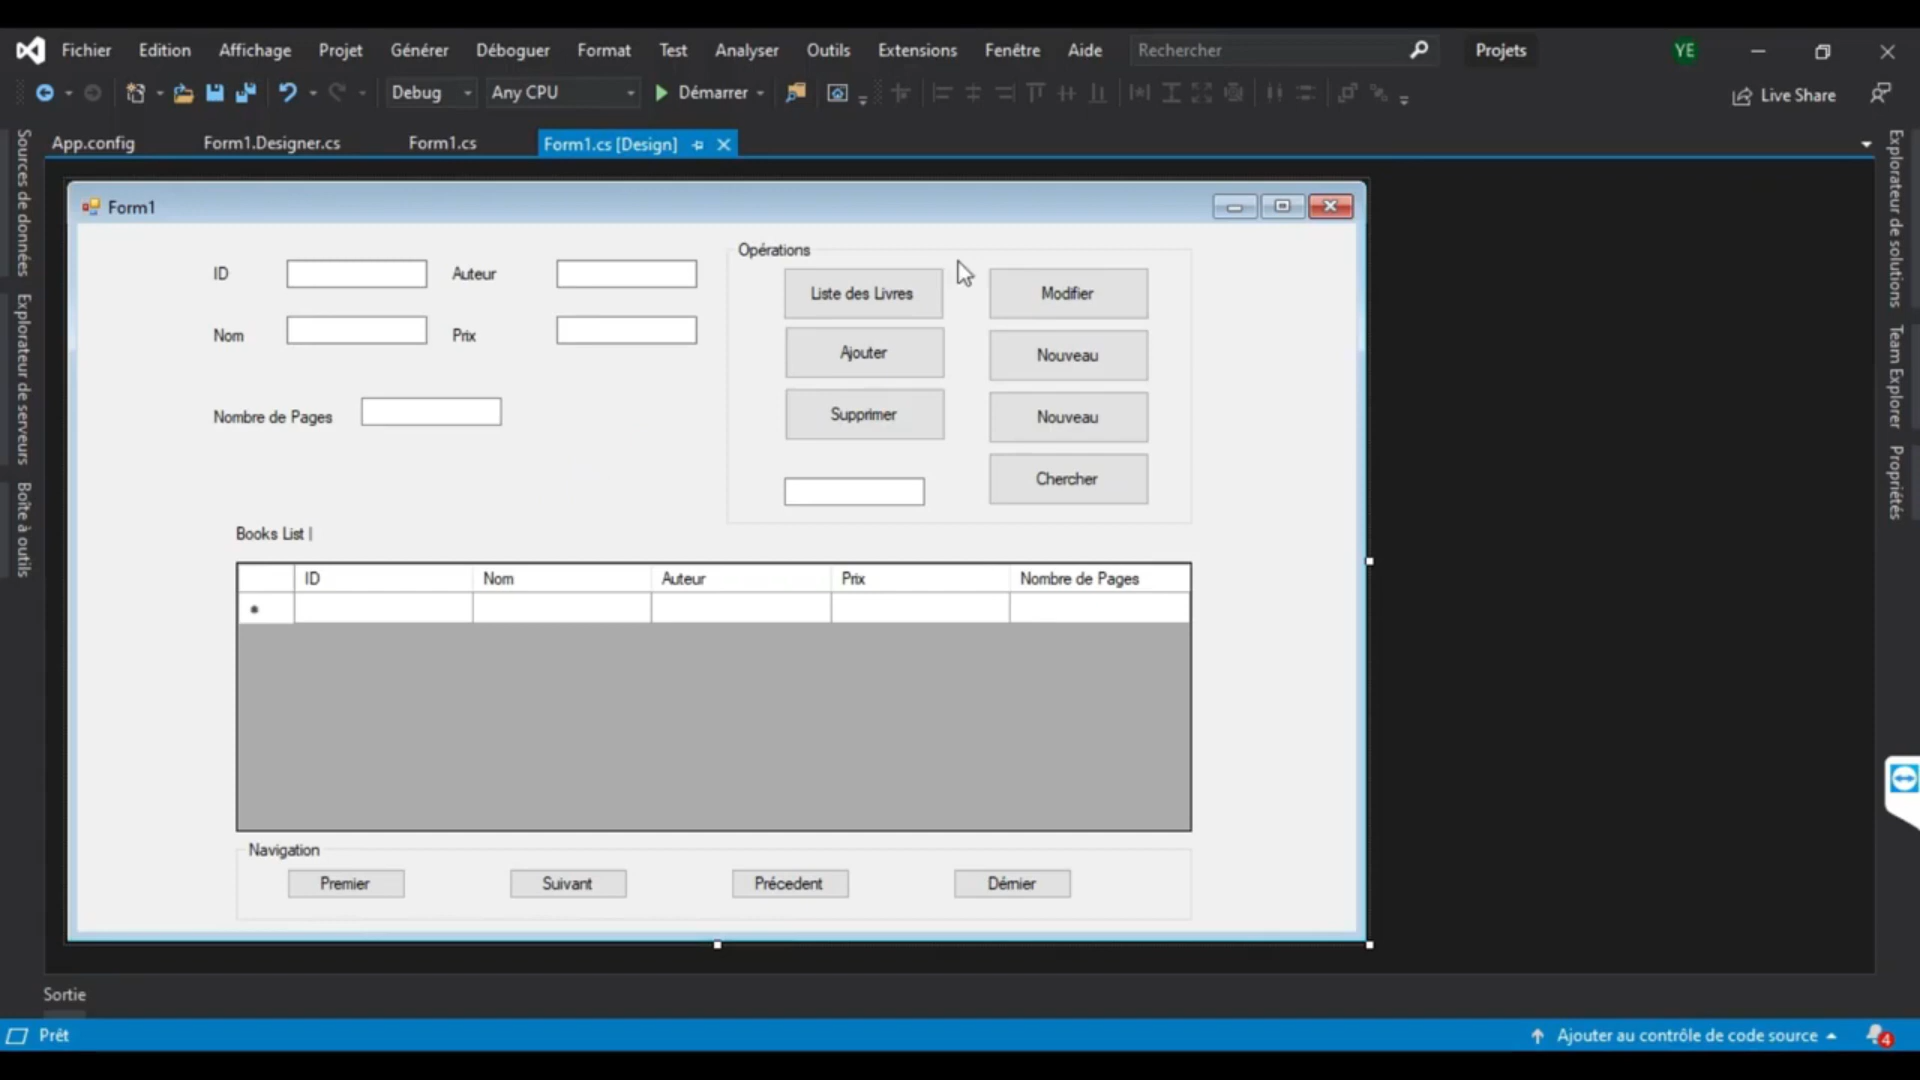 Fichier Edition Affichage Projet Générer Déboguer Format Test Analyser Outils Extensions Fenêtre Aide Rechercher Projets YE
Debug Any CPU Démarrer Live Share
App.config Form1.Designer.cs Form1.cs Form1.cs [Design]
Sources de données
Explorateur de serveurs
Boîte à outils
Form1
ID Auteur
Nom Prix
Nombre de Pages
Opérations
Liste des Livres Modifier
Ajouter Nouveau
Supprimer Nouveau
Chercher
Books List |
ID Nom Auteur Prix Nombre de Pages
Navigation
Premier Suivant Précedent Dérnier
Explorateur de solutions
Team Explorer
Propriétés
Sortie
Prêt Ajouter au contrôle de code source 4